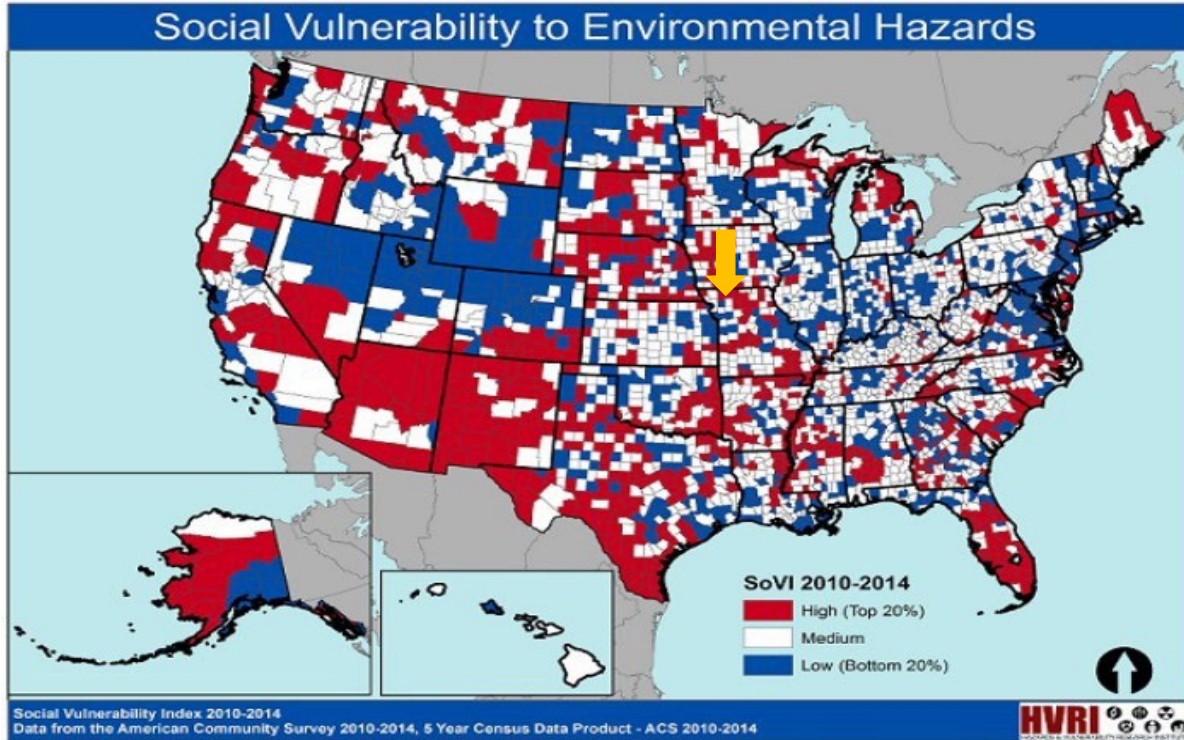 Social Vulnerability to Environmental Hazards
SoVI 2010-2014
High (Top 20%)
Medium
Low (Bottom 20%)
Social Vulnerability Index 2010-2014
Data from the American Community Survey 2010-2014, 5 Year Census Data Product - ACS 2010-2014
HVRI